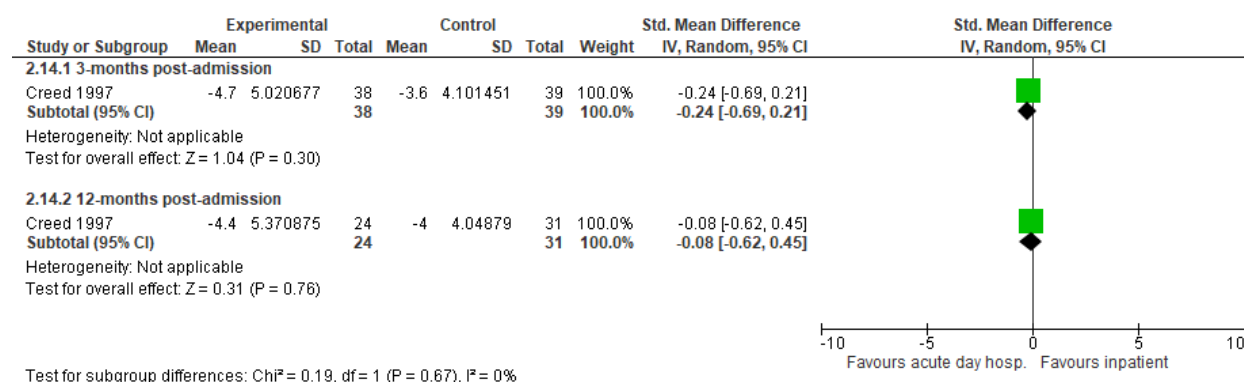 Experimental Control Std. Mean Difference Std. Mean Difference
Study or Subgroup Mean SD Total Mean SD Total Weight IV, Random, 95% CI IV, Random, 95% CI
2.14.1 3-months post-admission
Creed 1997 -4.7 5.020677 38 -3.6 4.101451 39 100.0% -0.24 [-0.69, 0.21]
Subtotal (95% CI) 38 39 100.0% -0.24 [-0.69, 0.21]
Heterogeneity: Not applicable
Test for overall effect: Z = 1.04 (P = 0.30)
2.14.2 12-months post-admission
Creed 1997 -4.4 5.370875 24 -4 4.04879 31 100.0% -0.08 [-0.62, 0.45]
Subtotal (95% CI) 24 31 100.0% -0.08 [-0.62, 0.45]
Heterogeneity: Not applicable
Test for overall effect: Z = 0.31 (P = 0.76)
-10 -5 0 5 10
Favours acute day hosp. Favours inpatient
Test for subgroup differences: Chi² = 0.19, df = 1 (P = 0.67), I² = 0%